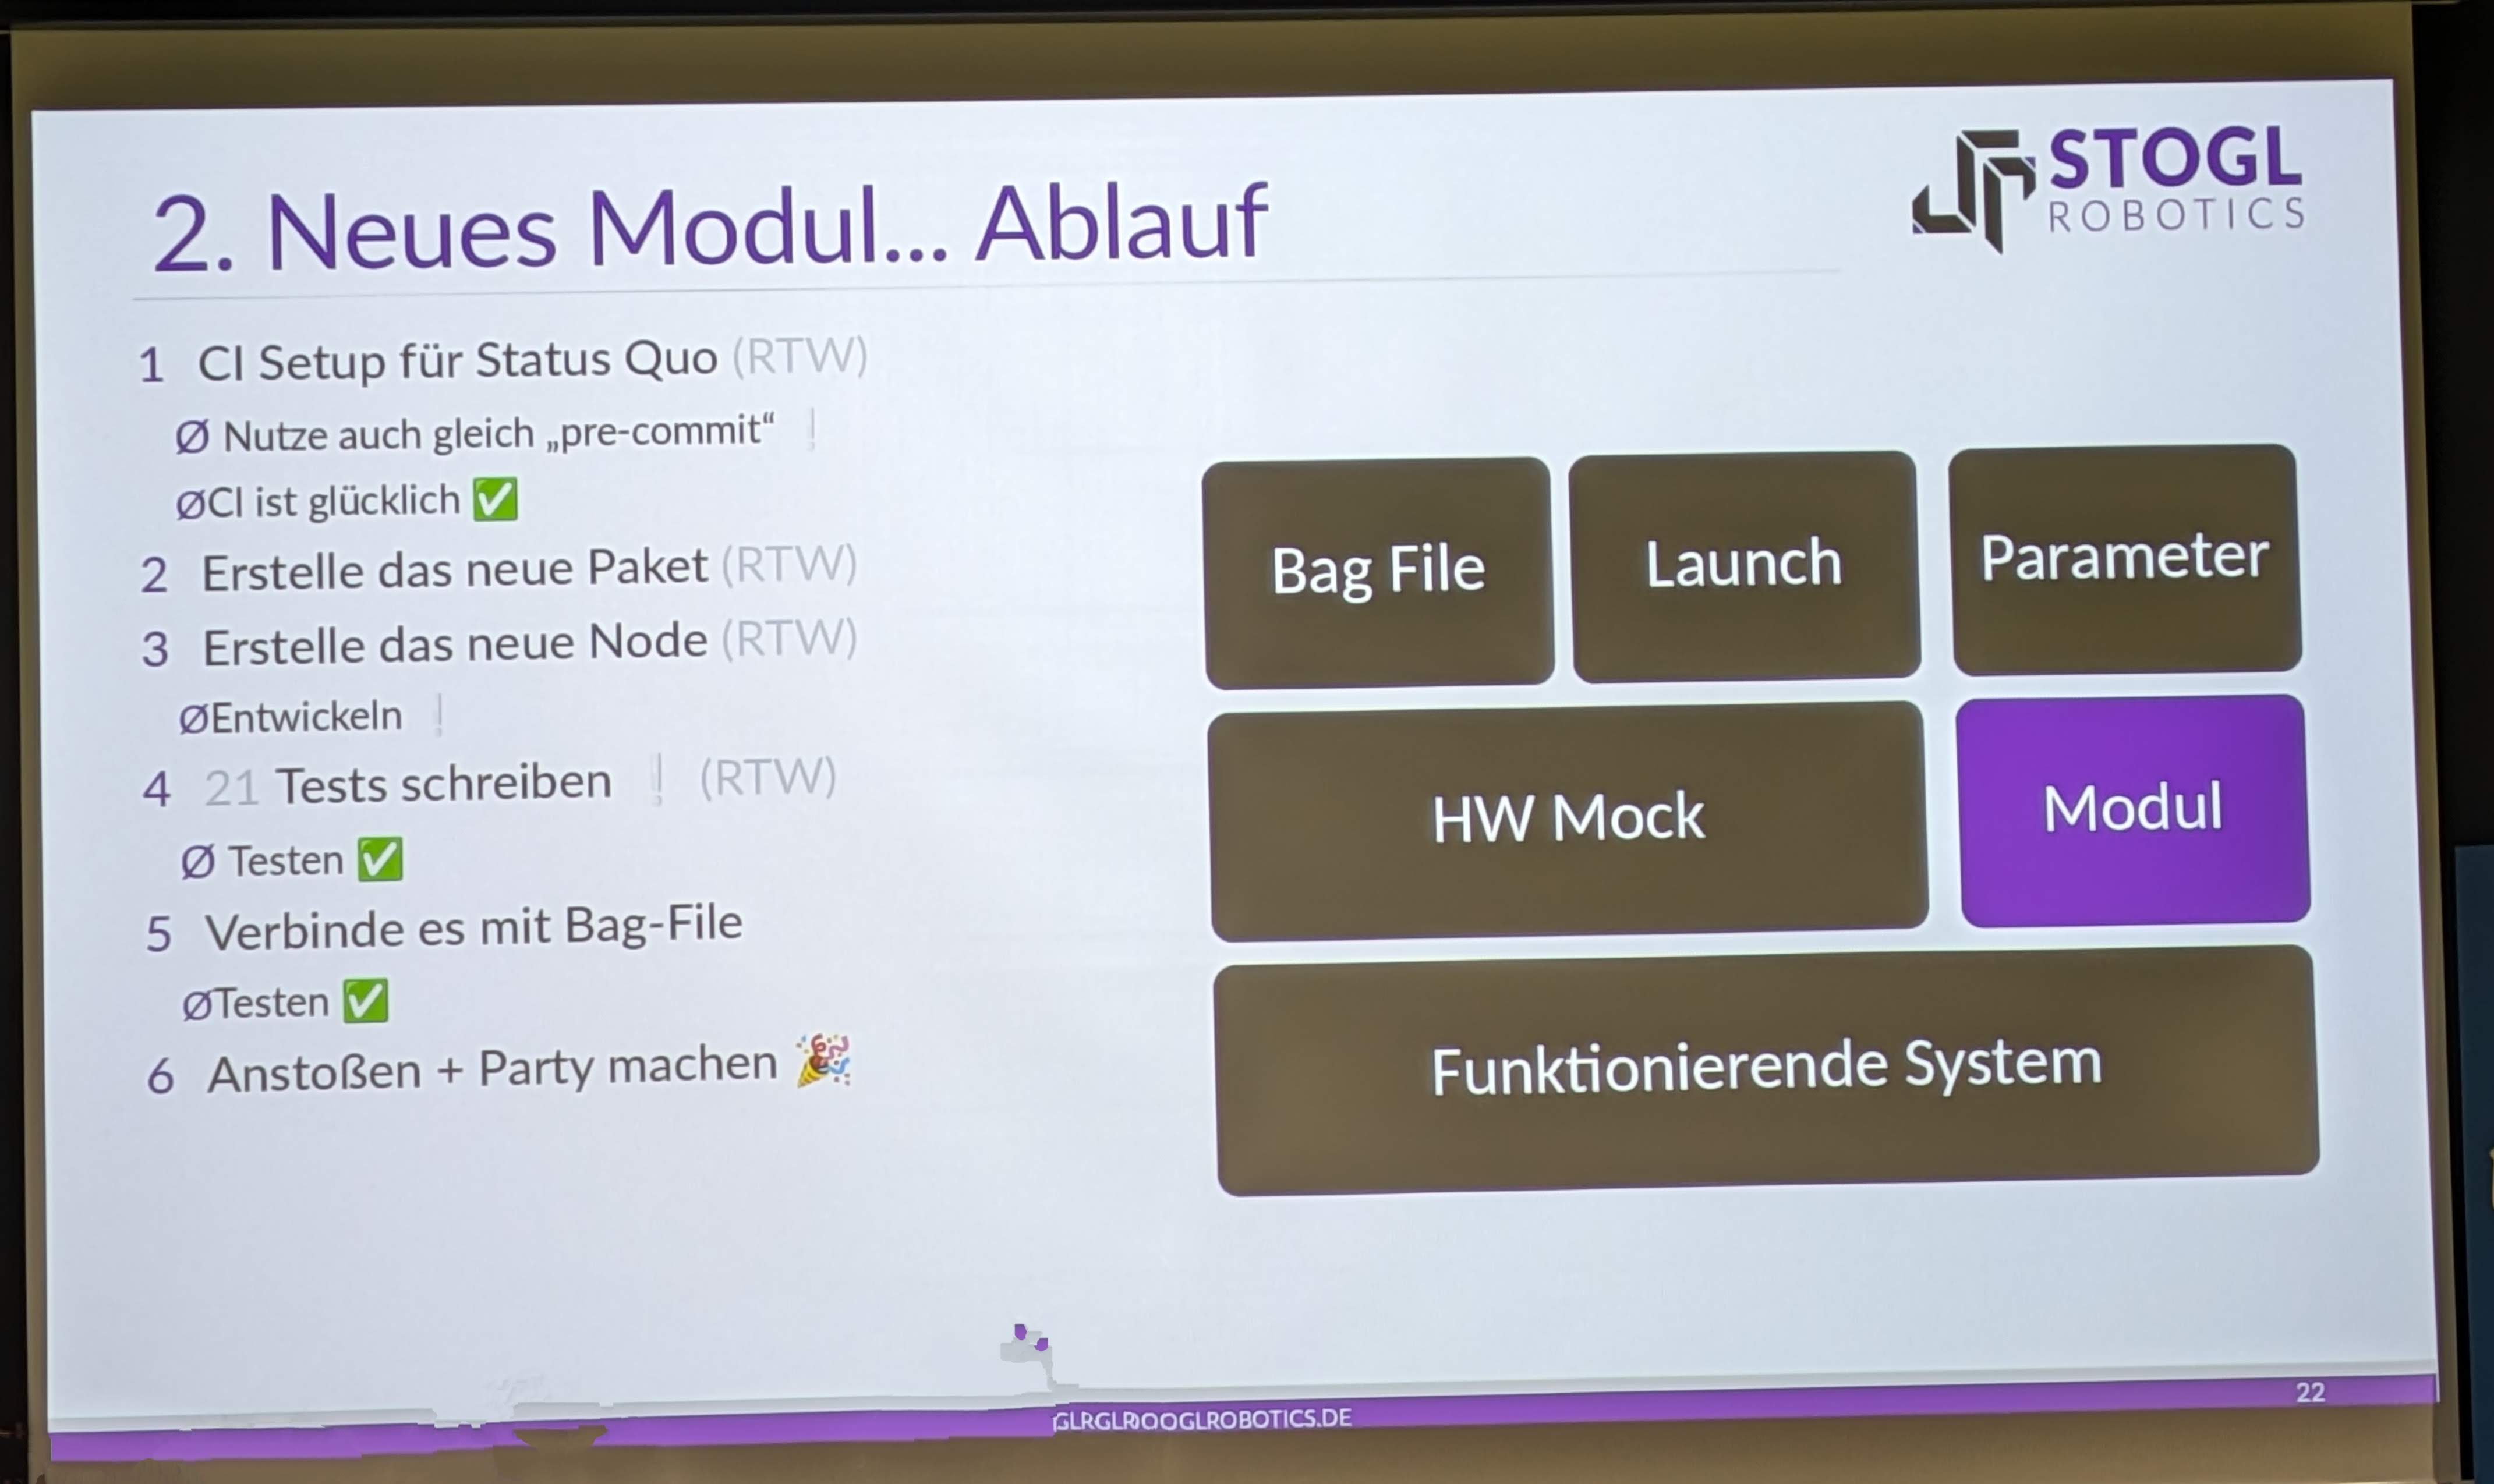 2. Neues Modul... Ablauf
STOGL
ROBOTICS
1 CI Setup für Status Quo (RTW)
Ø Nutze auch gleich „pre-commit“ ❕
ØCI ist glücklich ✅
2 Erstelle das neue Paket (RTW)
3 Erstelle das neue Node (RTW)
ØEntwickeln ❕
4 21 Tests schreiben ❕ (RTW)
Ø Testen ✅
5 Verbinde es mit Bag-File
ØTesten ✅
6 Anstoßen + Party machen 🎉
Bag File
Launch
Parameter
HW Mock
Modul
Funktionierende System
22